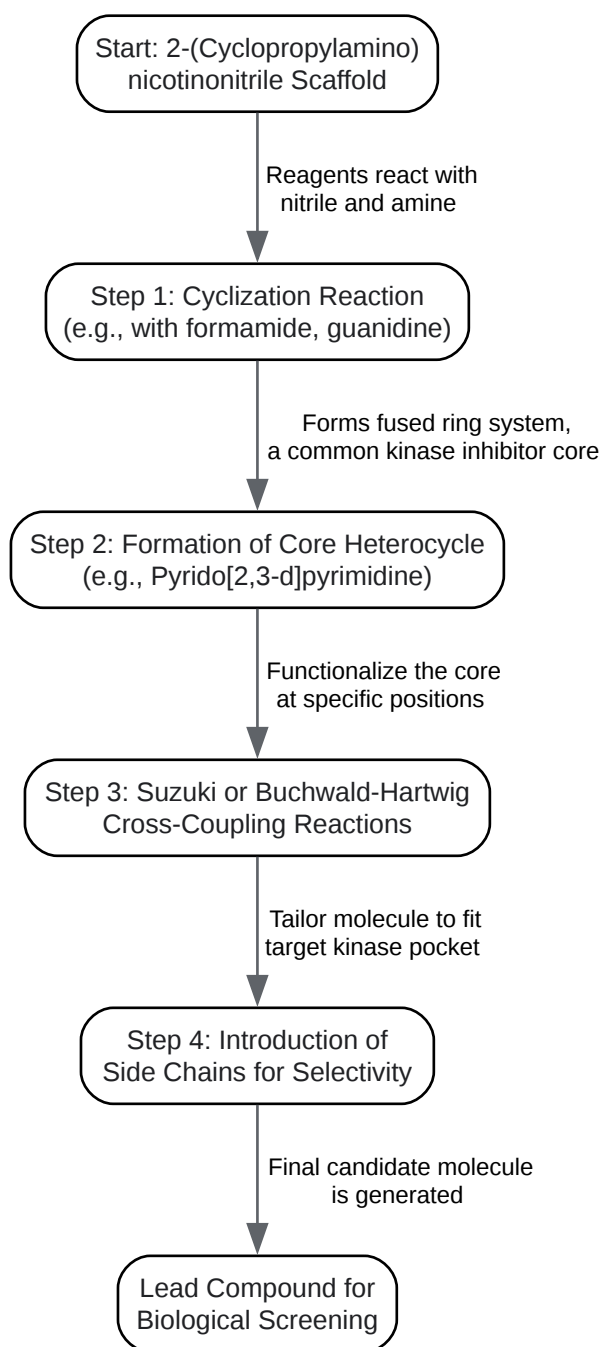 Start: 2-(Cyclopropylamino)
nicotinonitrile Scaffold
Reagents react with
nitrile and amine
Step 1: Cyclization Reaction
(e.g., with formamide, guanidine)
Forms fused ring system,
a common kinase inhibitor core
Step 2: Formation of Core Heterocycle
(e.g., Pyrido[2,3-d]pyrimidine)
Functionalize the core
at specific positions
Step 3: Suzuki or Buchwald-Hartwig
Cross-Coupling Reactions
Tailor molecule to fit
target kinase pocket
Step 4: Introduction of
Side Chains for Selectivity
Final candidate molecule
is generated
Lead Compound for
Biological Screening